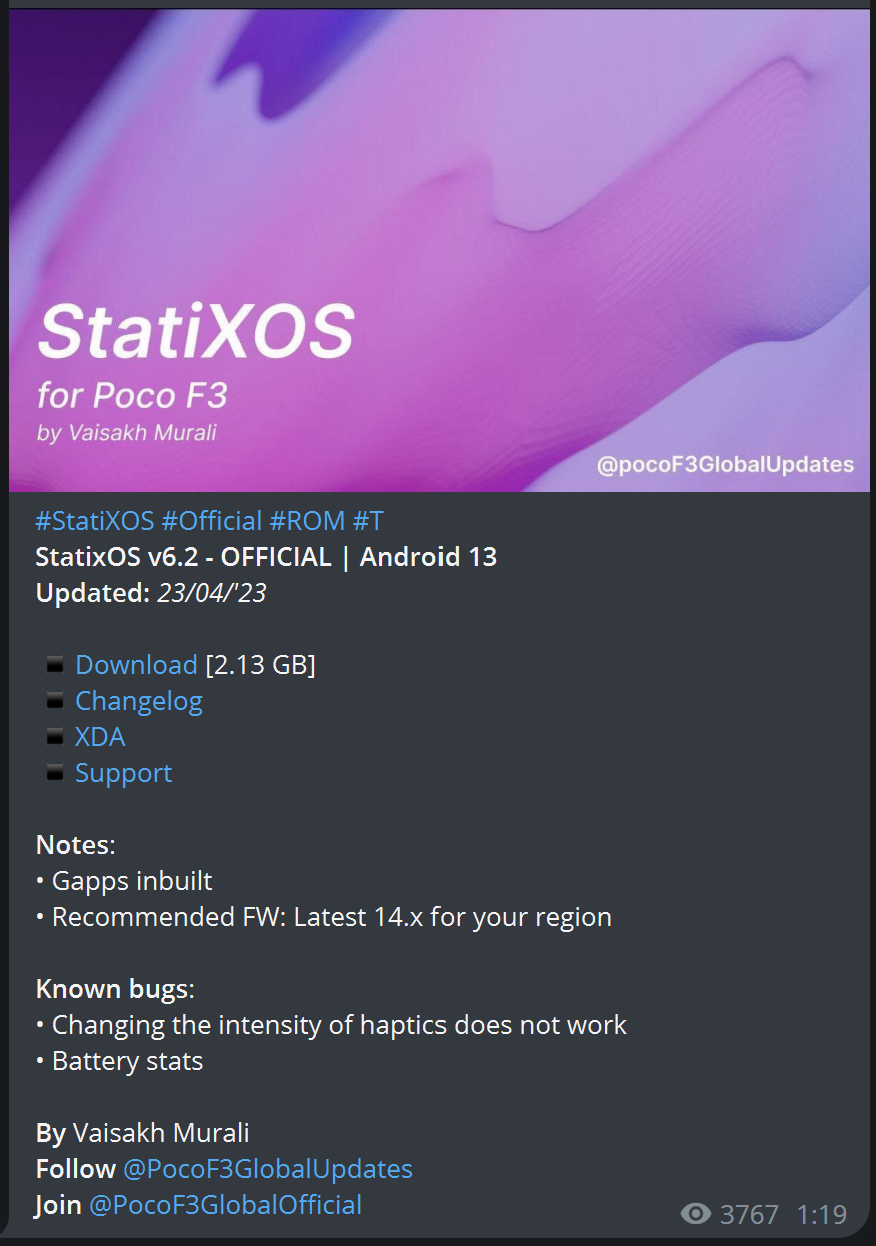 StatiXOS
for Poco F3
by Vaisakh Murali
@pocoF3GlobalUpdates
#StatiXOS #Official #ROM #T
StatixOS v6.2 - OFFICIAL | Android 13
Updated: 23/04/'23
▪ Download [2.13 GB]
▪ Changelog
▪ XDA
▪ Support
Notes:
• Gapps inbuilt
• Recommended FW: Latest 14.x for your region
Known bugs:
• Changing the intensity of haptics does not work
• Battery stats
By Vaisakh Murali
Follow @PocoF3GlobalUpdates
Join @PocoF3GlobalOfficial
3767 1:19